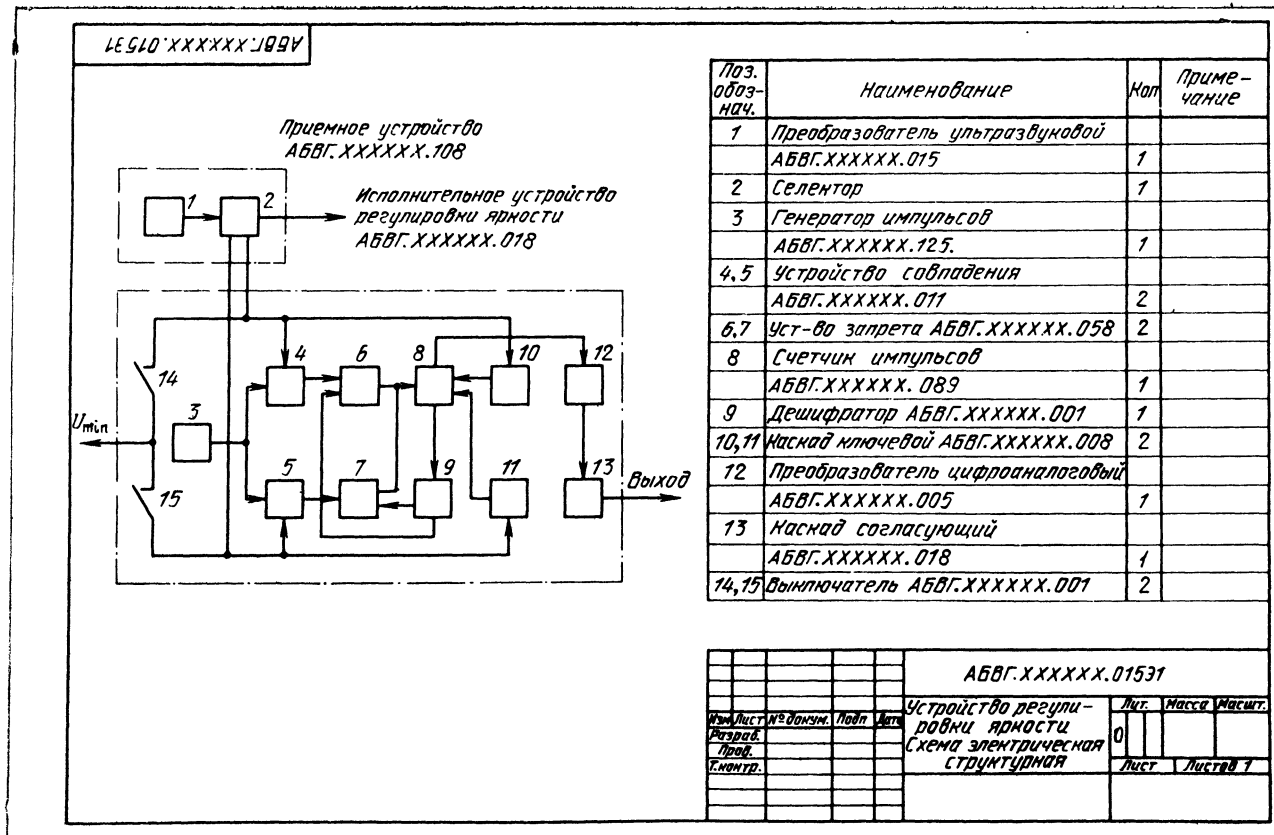 АБВГ.XXXXXX.015Э1
Приемное устройство
АБВГ.XXXXXX.108
Исполнительное устройство
регулировки яркости
АБВГ.XXXXXX.018
1
2
4
6
8
10
12
14
3
Umin
5
7
9
11
13
Выход
15
Поз. обоз- нач.
Наименование
Кол
Приме- чание
1 Преобразователь ультразвуковой
АБВГ.XXXXXX.015 1
2 Селектор 1
3 Генератор импульсов
АБВГ.XXXXXX.125. 1
4,5 Устройство совпадения
АБВГ.XXXXXX.011 2
6,7 Уст-во запрета АБВГ.XXXXXX.058 2
8 Счетчик импульсов
АБВГ.XXXXXX.089 1
9 Дешифратор АБВГ.XXXXXX.001 1
10,11 Каскад ключевой АБВГ.XXXXXX.008 2
12 Преобразователь цифроаналоговый
АБВГ.XXXXXX.005 1
13 Каскад согласующий
АБВГ.XXXXXX.018 1
14,15 Выключатель АБВГ.XXXXXX.001 2
АБВГ.XXXXXX.015Э1
Изм Лист № докум. Подп Дата
Разраб.
Пров.
Т.контр.
Устройство регули-
ровки яркости
Схема электрическая
структурная
Лит. Масса Масшт.
О
Лист Листов 1